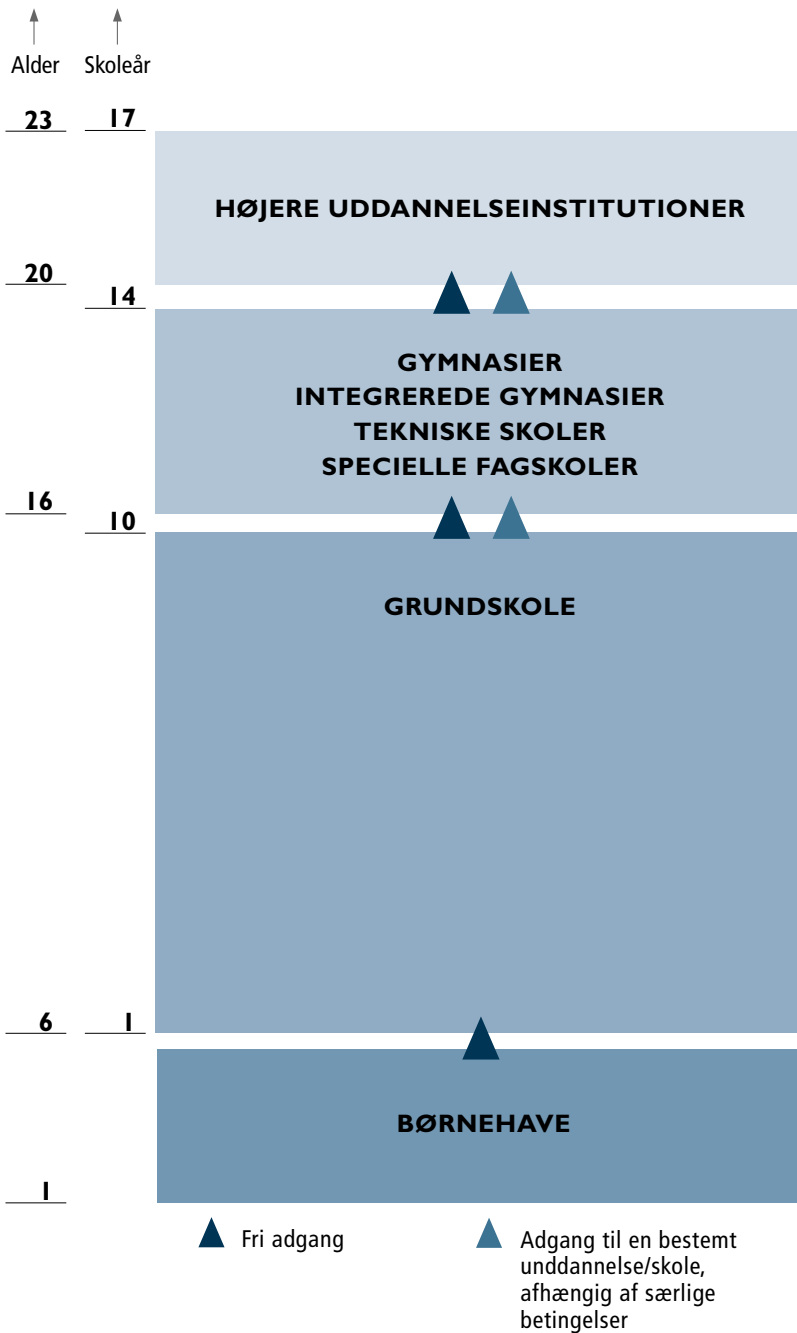 Alder Skoleår
23 17
HØJERE UDDANNELSEINSTITUTIONER
20
14
GYMNASIER
INTEGREREDE GYMNASIER
TEKNISKE SKOLER
SPECIELLE FAGSKOLER
16
10
GRUNDSKOLE
6 1
BØRNEHAVE
1
Fri adgang
Adgang til en bestemt
unddannelse/skole,
afhængig af særlige
betingelser